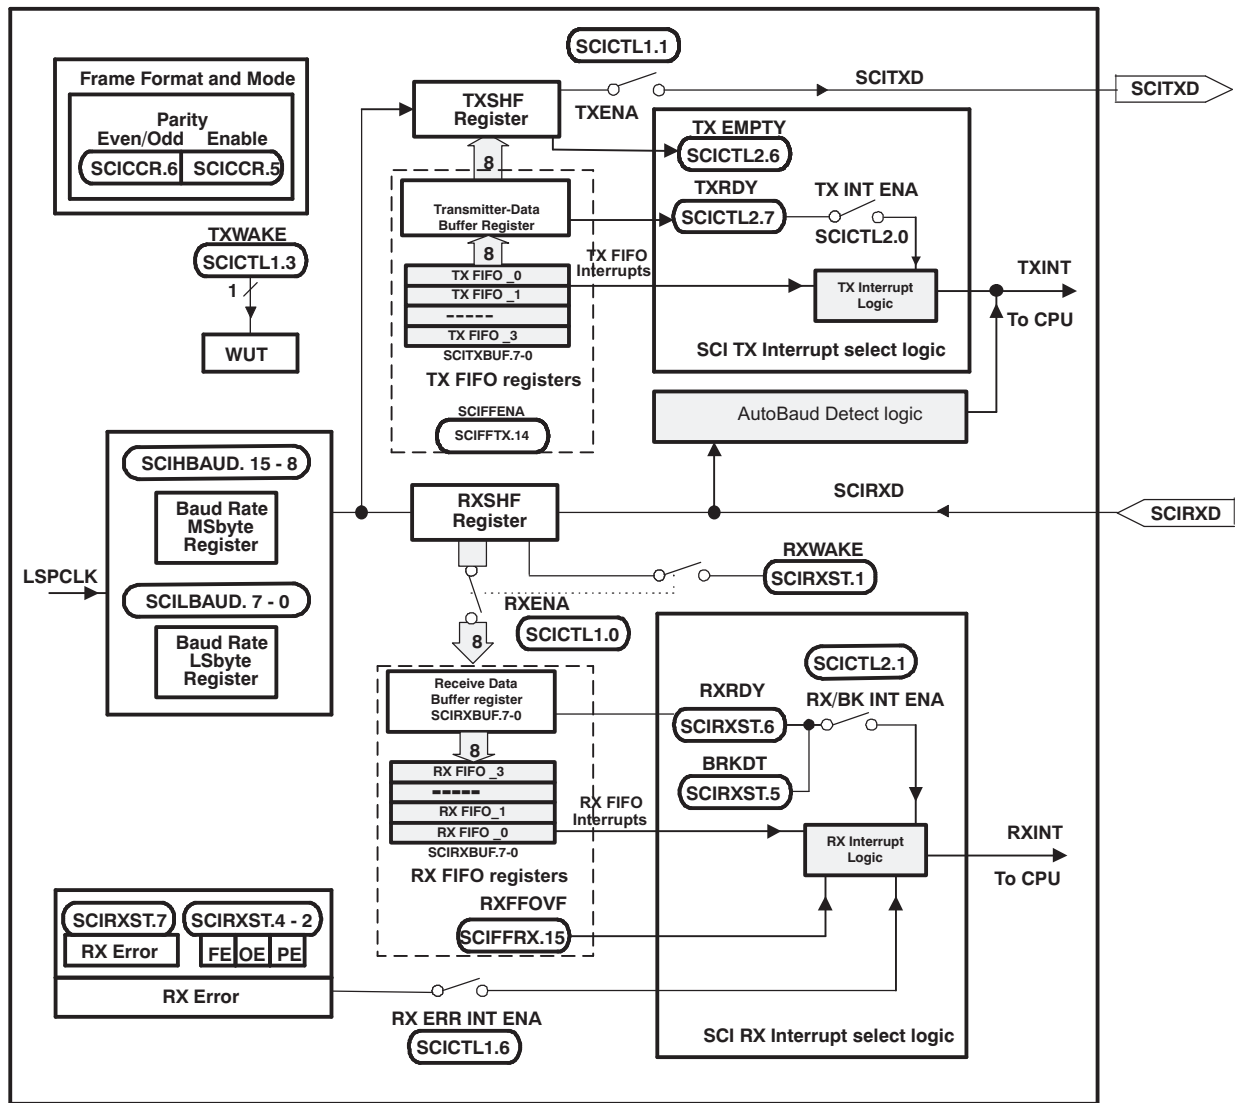 SCICTL1.1
Frame Format and Mode
Parity
Even/Odd Enable
SCICCR.6 SCICCR.5
TXSHF
Register
TXENA
SCITXD
SCITXD
TX EMPTY
SCICTL2.6
8
Transmitter-Data
Buffer Register
TXRDY
SCICTL2.7
TX INT ENA
SCICTL2.0
TXWAKE
SCICTL1.3
1
WUT
8
TX FIFO _0
TX FIFO _1
-----
TX FIFO _3
SCITXBUF.7-0
TX FIFO registers
SCIFFENA
SCIFFTX.14
TX FIFO
Interrupts
TX Interrupt
Logic
TXINT
To CPU
SCI TX Interrupt select logic
AutoBaud Detect logic
SCIHBAUD. 15 - 8
Baud Rate
MSbyte
Register
LSPCLK
SCILBAUD. 7 - 0
Baud Rate
LSbyte
Register
RXSHF
Register
SCIRXD
SCIRXD
RXWAKE
SCIRXST.1
RXENA
SCICTL1.0
8
Receive Data
Buffer register
SCIRXBUF.7-0
8
RX FIFO _3
-----
RX FIFO_1
RX FIFO _0
SCIRXBUF.7-0
RX FIFO registers
RXFFOVF
SCIFFRX.15
RX FIFO
Interrupts
SCICTL2.1
RXRDY
SCIRXST.6
RX/BK INT ENA
BRKDT
SCIRXST.5
RX Interrupt
Logic
RXINT
To CPU
SCI RX Interrupt select logic
SCIRXST.7 SCIRXST.4 - 2
RX Error FE OE PE
RX Error
RX ERR INT ENA
SCICTL1.6